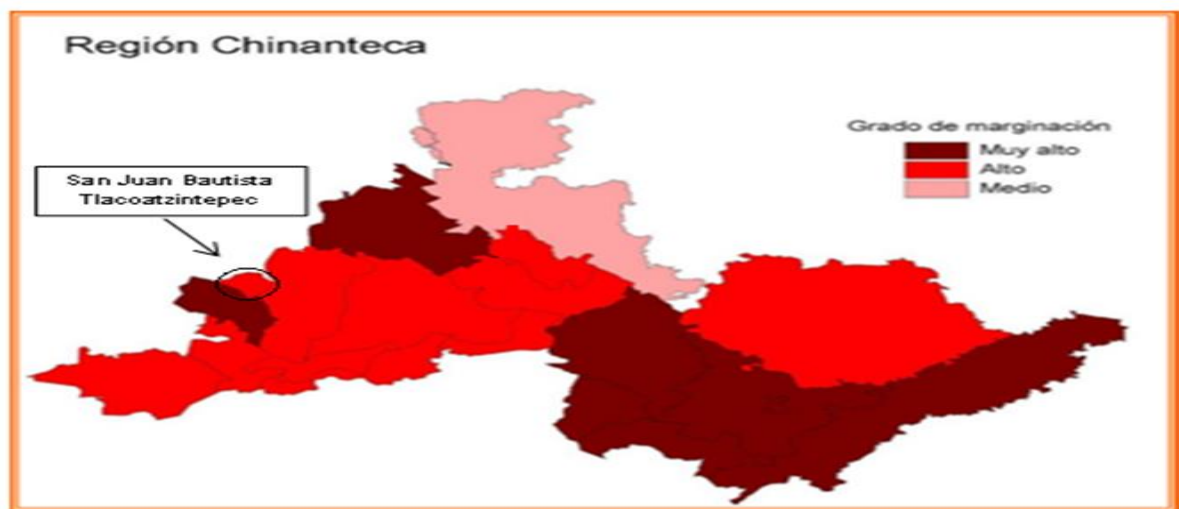 Región Chinanteca
Grado de marginación
Muy alto
Alto
Medio
San Juan Bautista
Tlacoatzintepec